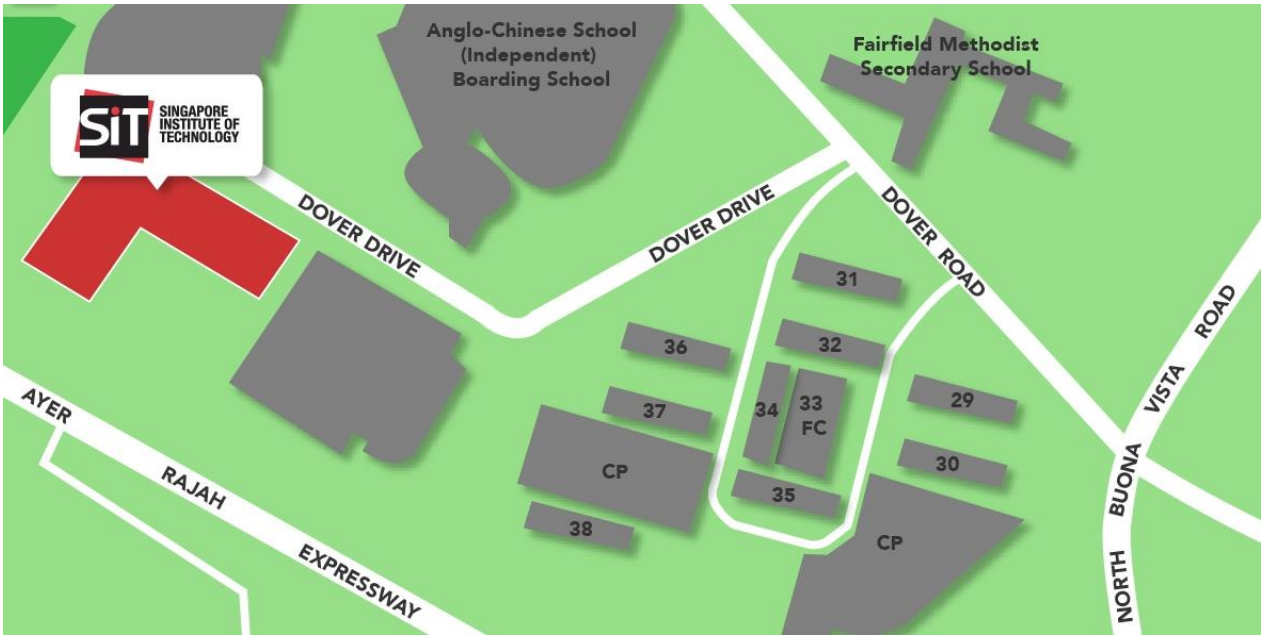 Anglo-Chinese School
(Independent)
Boarding School
Fairfield Methodist
Secondary School
SiT
SINGAPORE
INSTITUTE OF
TECHNOLOGY
DOVER DRIVE
DOVER DRIVE
DOVER ROAD
31
32
36
37
34
33
FC
29
30
35
CP
38
CP
AYER RAJAH EXPRESSWAY
NORTH BUONA VISTA ROAD